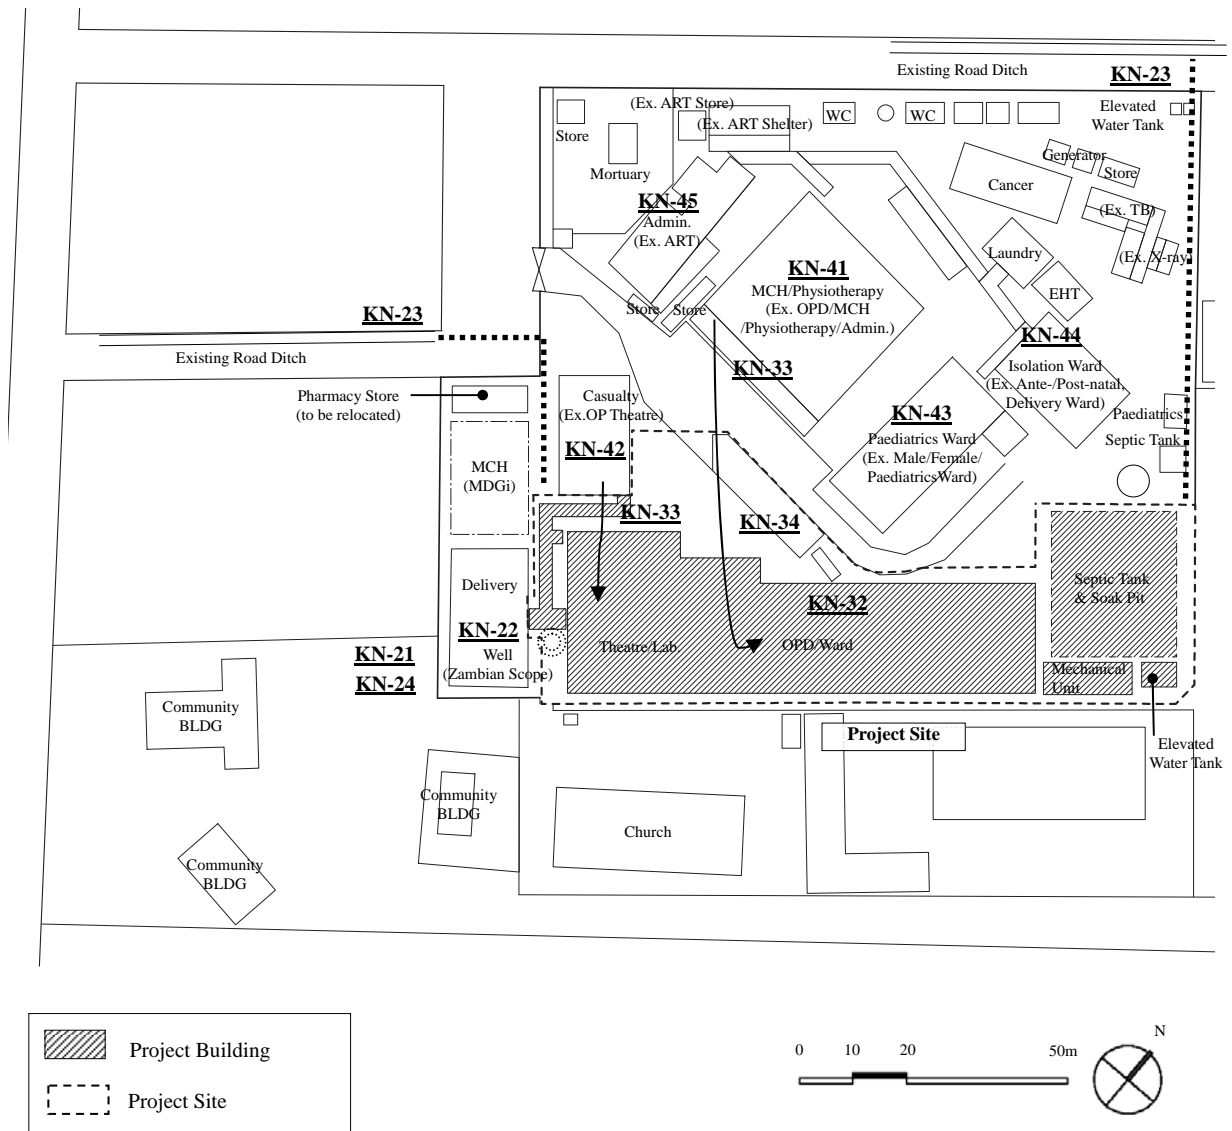 Existing Road Ditch
KN-23
(Ex. ART Store)
Elevated
Water Tank
Store
(Ex. ART Shelter)
WC
WC
Mortuary
Generator
Store
Cancer
KN-45
Admin.
(Ex. ART)
(Ex. TB)
(Ex. X-ray)
Laundry
KN-41
MCH/Physiotherapy
(Ex. OPD/MCH
/Physiotherapy/Admin.)
EHT
Store
Store
KN-23
Existing Road Ditch
KN-44
Isolation Ward
(Ex. Ante-/Post-natal,
Delivery Ward)
KN-33
Pharmacy Store
(to be relocated)
Casualty
(Ex.OP Theatre)
KN-42
KN-43
Paediatrics Ward
(Ex. Male/Female/
PaediatricsWard)
Paediatrics
Septic Tank
MCH
(MDGi)
KN-33
KN-34
Delivery
Septic Tank
& Soak Pit
KN-32
KN-22
Well
(Zambian Scope)
Theatre/Lab.
OPD/Ward
KN-21
KN-24
Mechanical
Unit
Community
BLDG
Project Site
Elevated
Water Tank
Community
BLDG
Church
Community
BLDG
Project Building
Project Site
0 10 20 50m
N